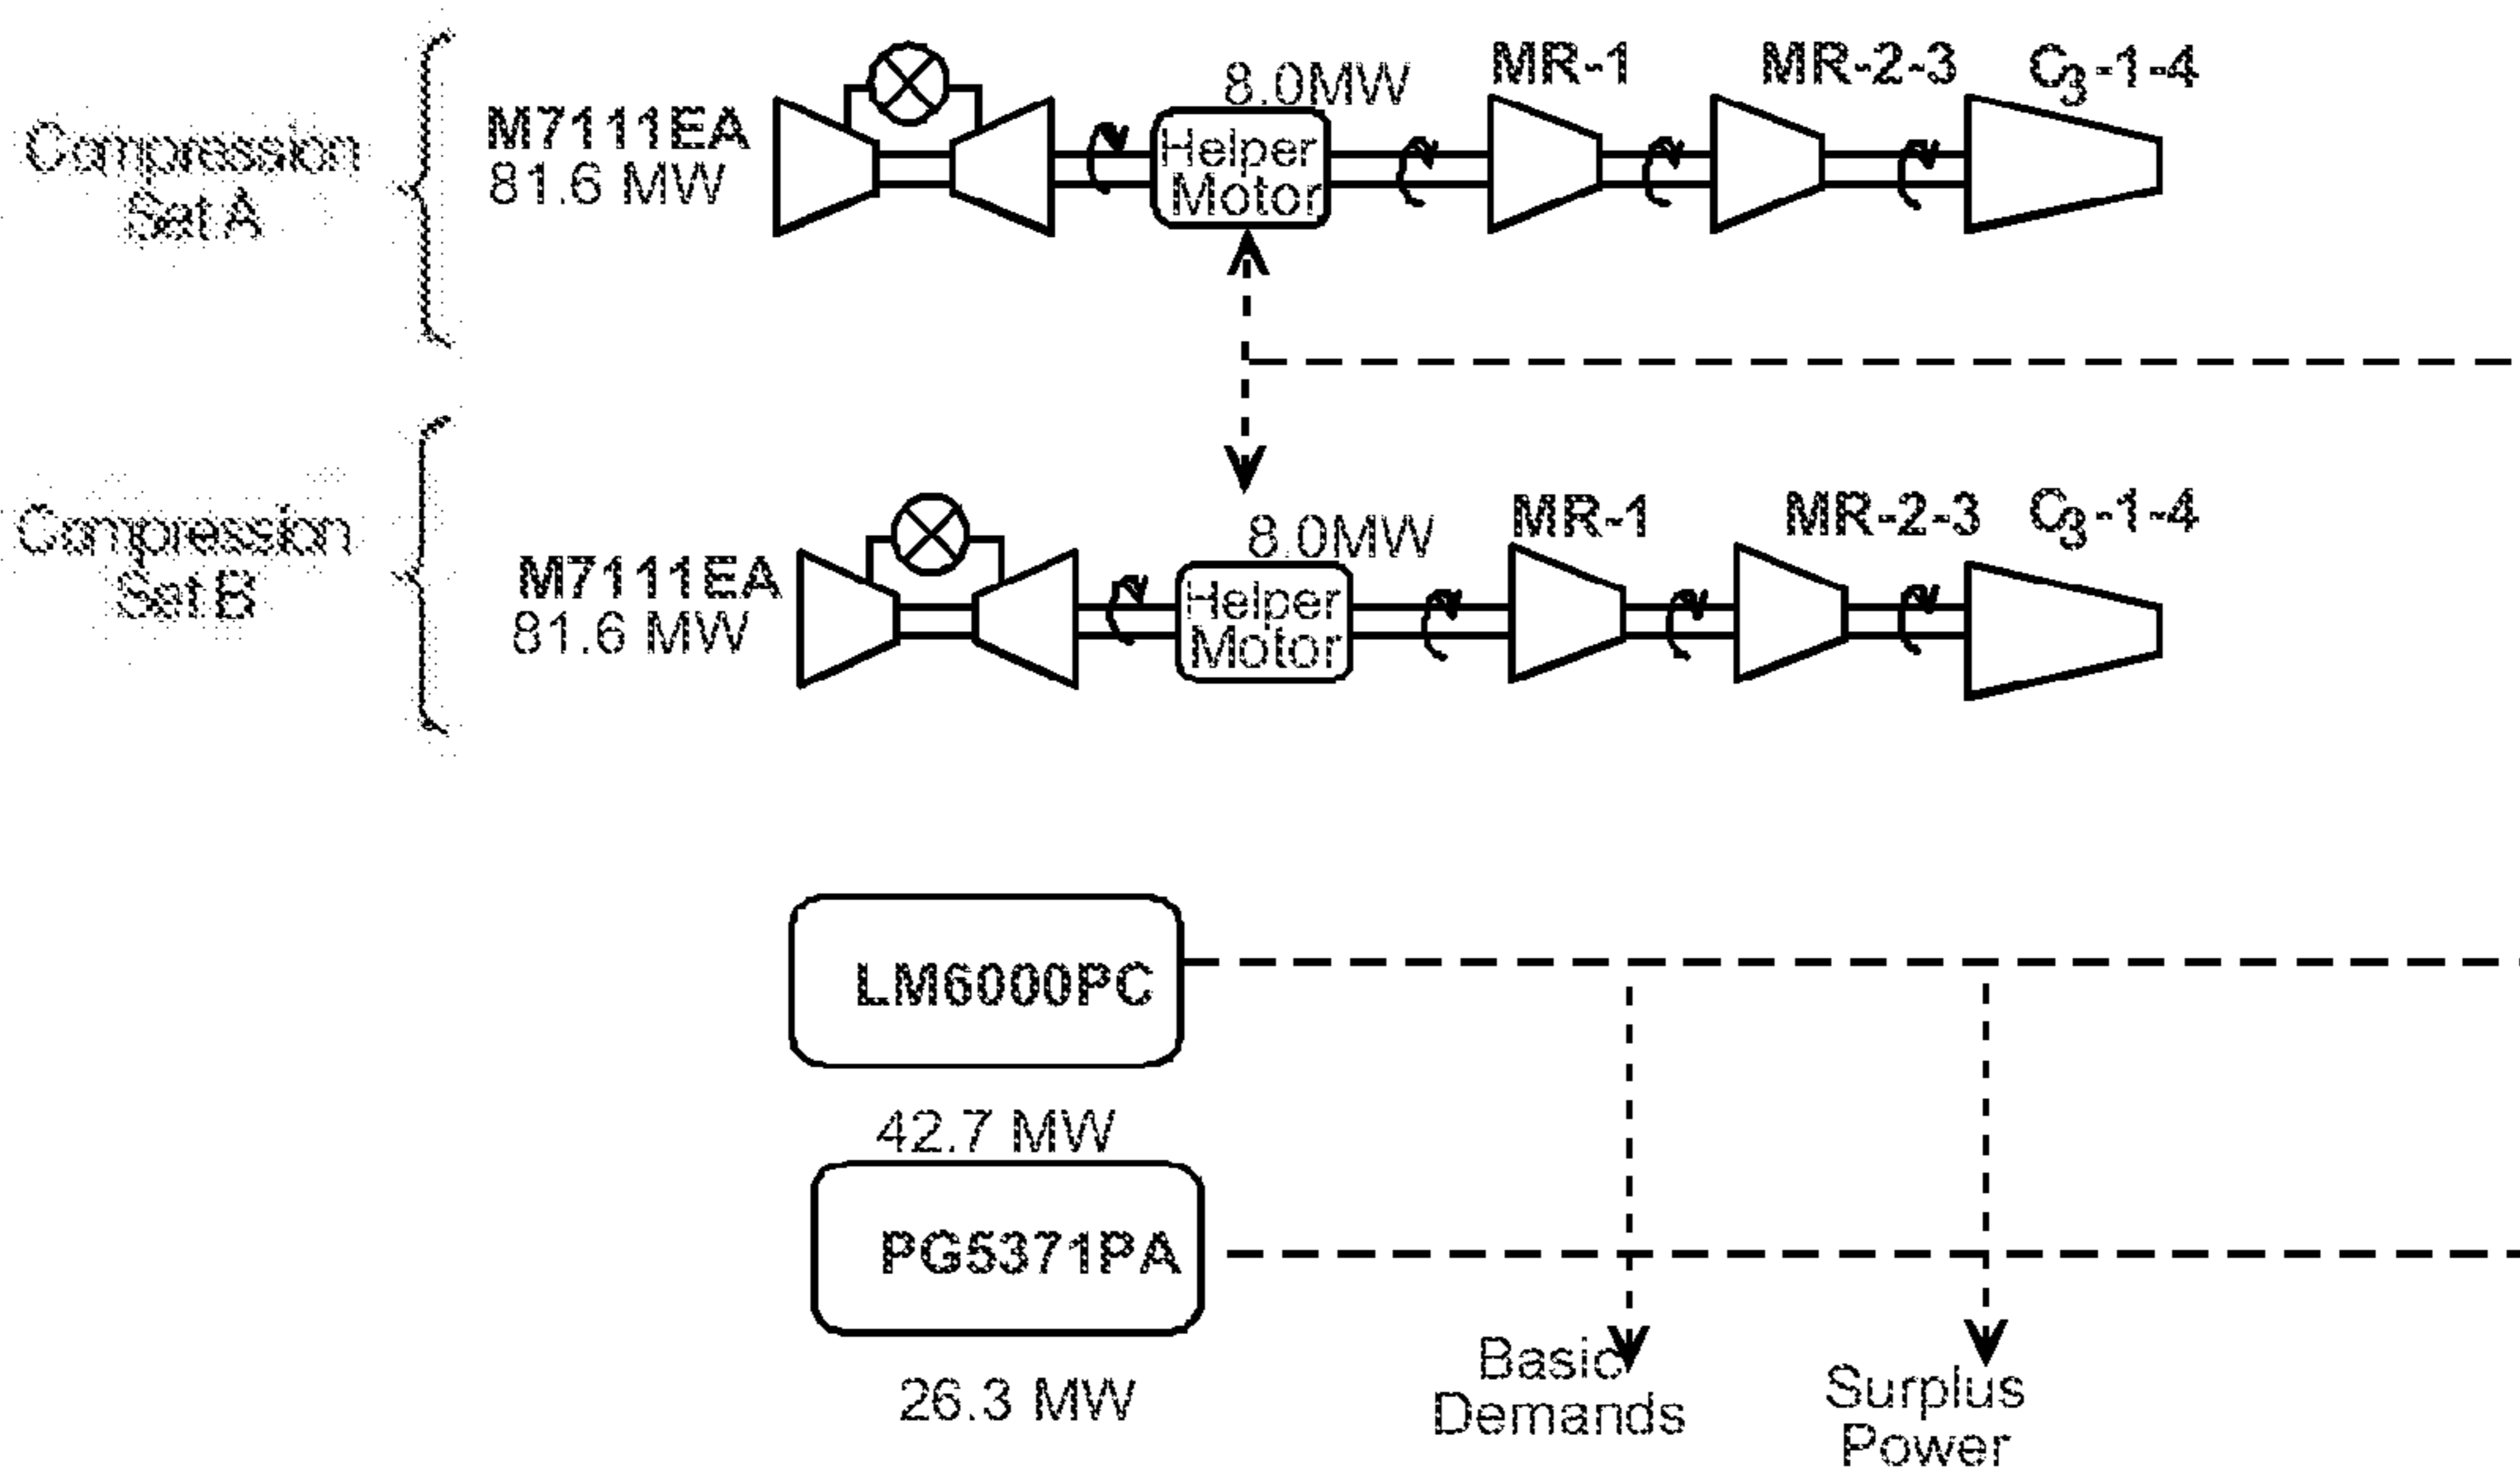 Compression
Set A
M7111EA
81.6 MW
8.0MW
Helper
Motor
MR-1
MR-2-3
C3-1-4
Compression
Set B
M7111EA
81.6 MW
8.0MW
Helper
Motor
MR-1
MR-2-3
C3-1-4
LM6000PC
42.7 MW
PG5371PA
26.3 MW
Basic
Demands
Surplus
Power